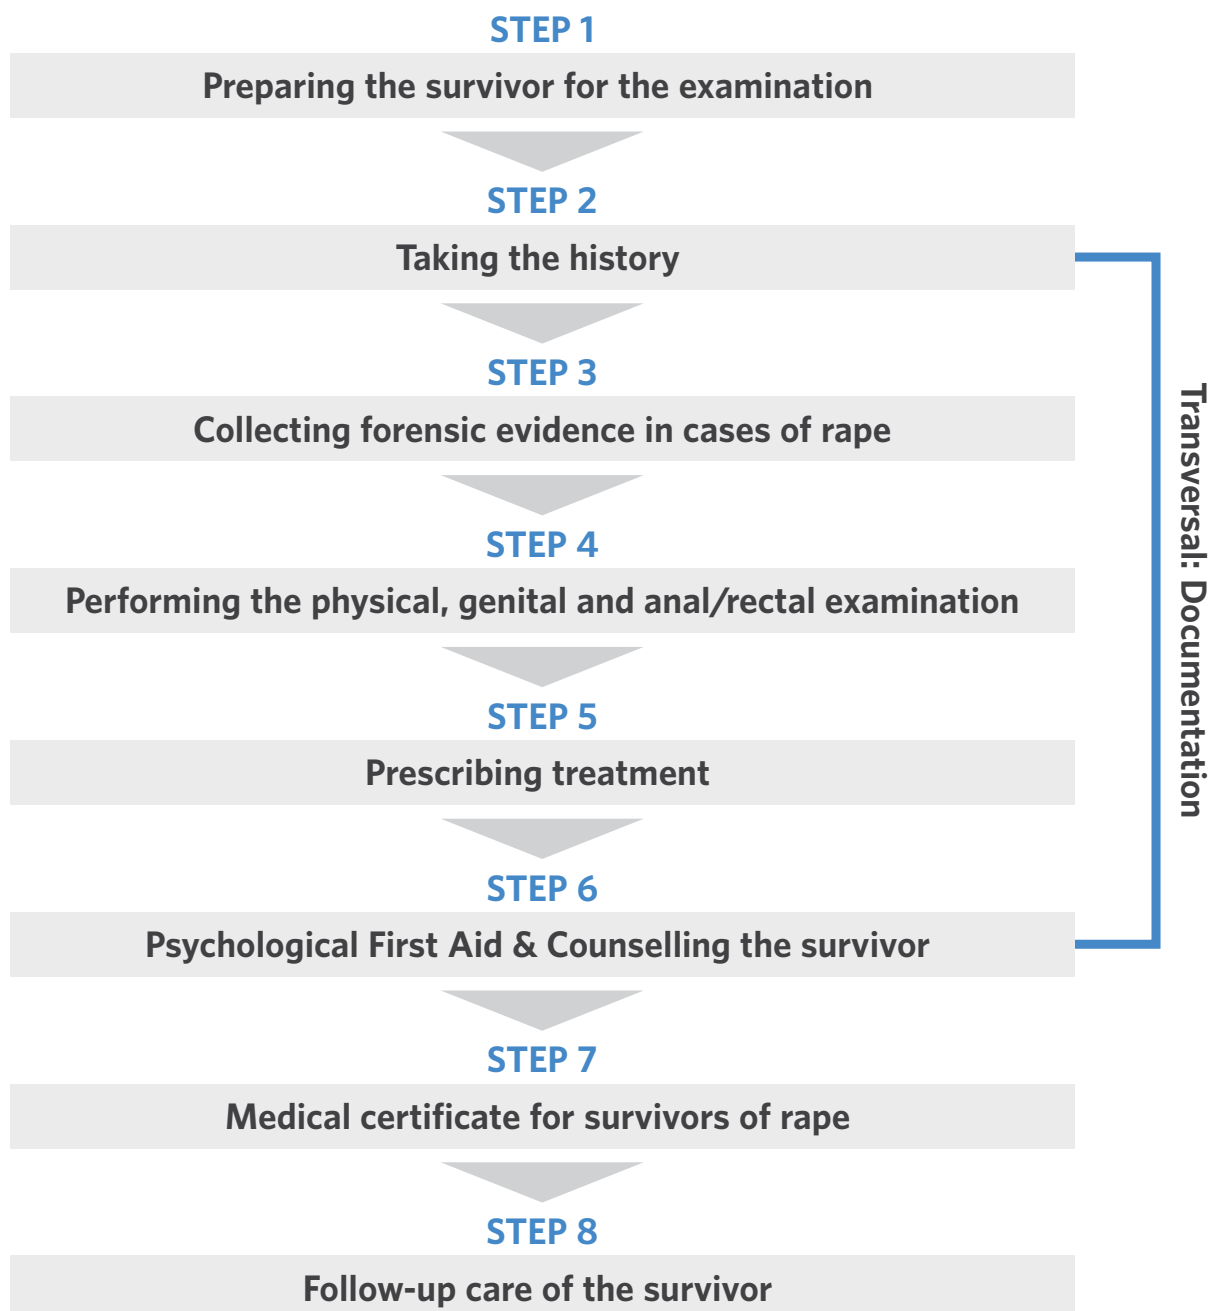 STEP 1
Preparing the survivor for the examination
STEP 2
Taking the history
STEP 3
Collecting forensic evidence in cases of rape
STEP 4
Performing the physical, genital and anal/rectal examination
STEP 5
Prescribing treatment
STEP 6
Psychological First Aid & Counselling the survivor
STEP 7
Medical certificate for survivors of rape
STEP 8
Follow-up care of the survivor
Transversal: Documentation